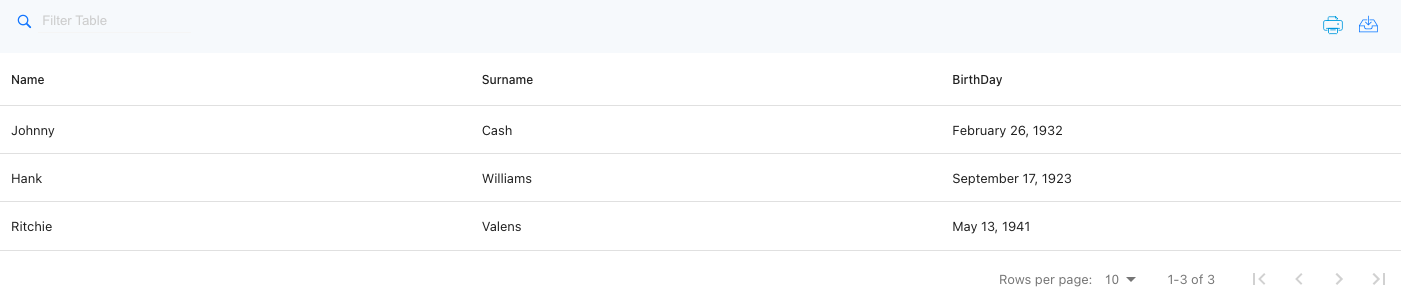 Filter Table
Name Surname BirthDay
Johnny Cash February 26, 1932
Hank Williams September 17, 1923
Ritchie Valens May 13, 1941
Rows per page: 10 1-3 of 3